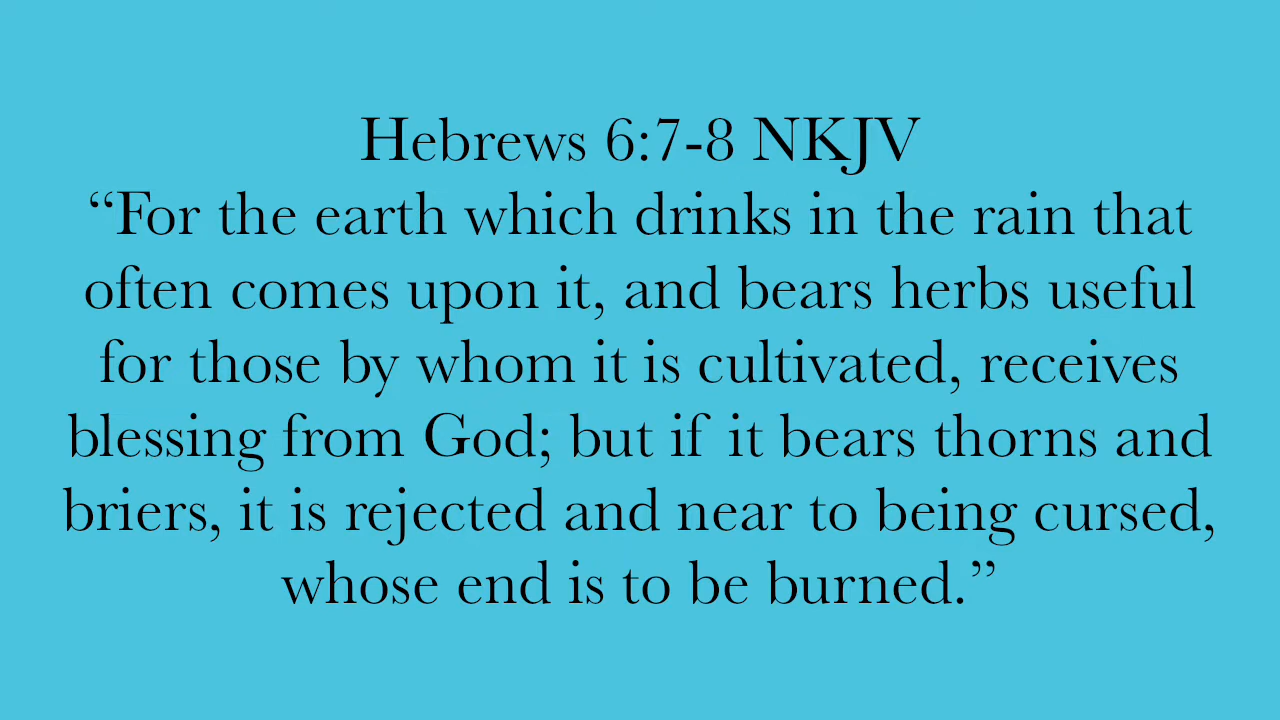 Hebrews 6:7-8 NKJV
“For the earth which drinks in the rain that
often comes upon it, and bears herbs useful
for those by whom it is cultivated, receives
blessing from God; but if it bears thorns and
briers, it is rejected and near to being cursed,
whose end is to be burned.”